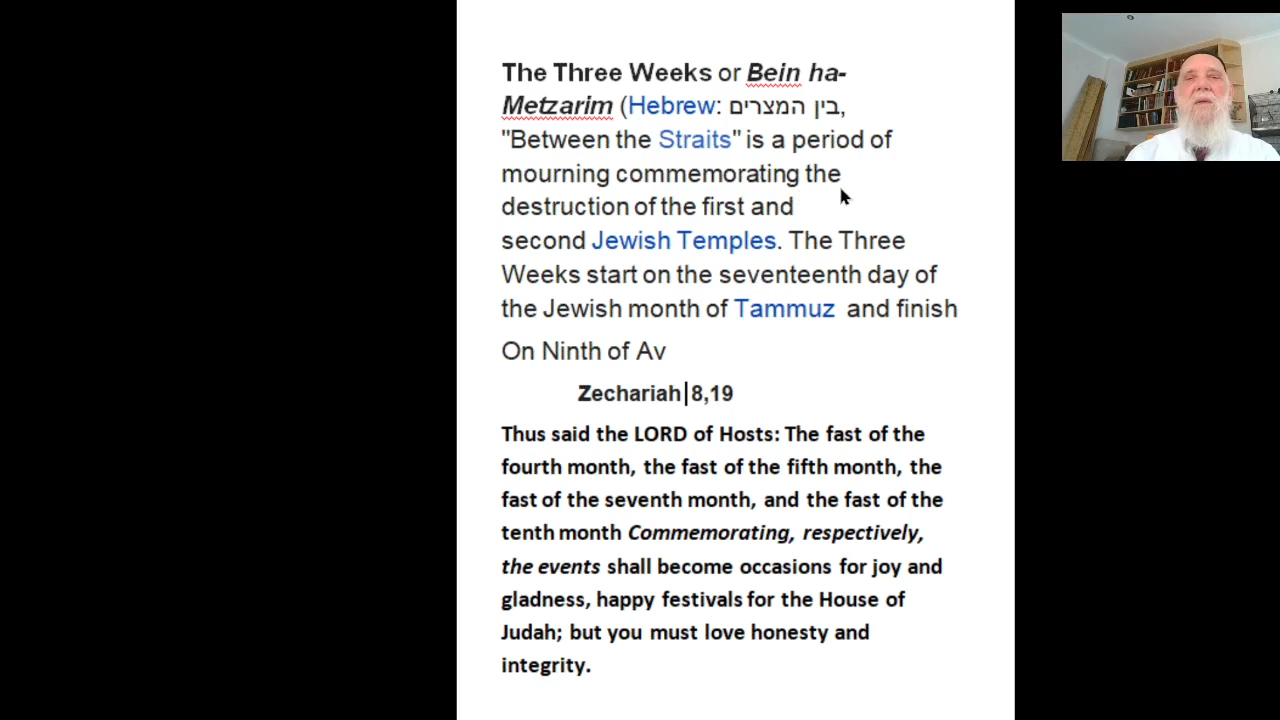 The Three Weeks or Bein ha-
Metzarim (Hebrew: בין המצרים,
"Between the Straits" is a period of
mourning commemorating the
destruction of the first and
second Jewish Temples. The Three
Weeks start on the seventeenth day of
the Jewish month of Tammuz and finish
On Ninth of Av
Zechariah 8,19
Thus said the LORD of Hosts: The fast of the
fourth month, the fast of the fifth month, the
fast of the seventh month, and the fast of the
tenth month Commemorating, respectively,
the events shall become occasions for joy and
gladness, happy festivals for the House of
Judah; but you must love honesty and
integrity.